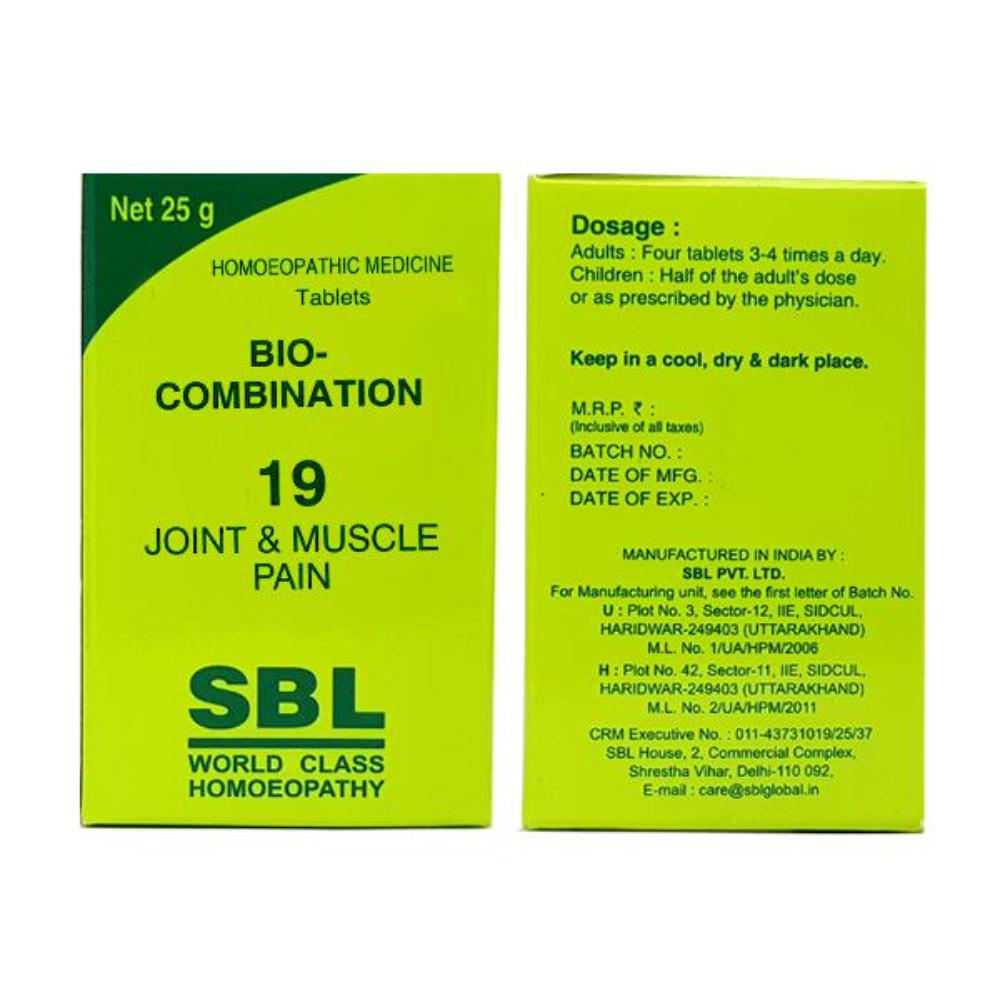 Net 25 g
HOMOEOPATHIC MEDICINE
Tablets
BIO-
COMBINATION
19
JOINT & MUSCLE
PAIN
SBL
WORLD CLASS
HOMOEOPATHY
Dosage :
Adults : Four tablets 3-4 times a day.
Children : Half of the adult's dose
or as prescribed by the physician.
Keep in a cool, dry & dark place.
M.R.P. ₹ :
(Inclusive of all taxes)
BATCH NO. :
DATE OF MFG. :
DATE OF EXP. :
MANUFACTURED IN INDIA BY :
SBL PVT. LTD.
For Manufacturing unit, see the first letter of Batch No.
U : Plot No. 3, Sector-12, IIE, SIDCUL,
HARIDWAR-249403 (UTTARAKHAND)
M.L. No. 1/UA/HPM/2006
H : Plot No. 42, Sector-11, IIE, SIDCUL,
HARIDWAR-249403 (UTTARAKHAND)
M.L. No. 2/UA/HPM/2011
CRM Executive No. : 011-43731019/25/37
SBL House, 2, Commercial Complex,
Shrestha Vihar, Delhi-110 092,
E-mail : care@sblglobal.in